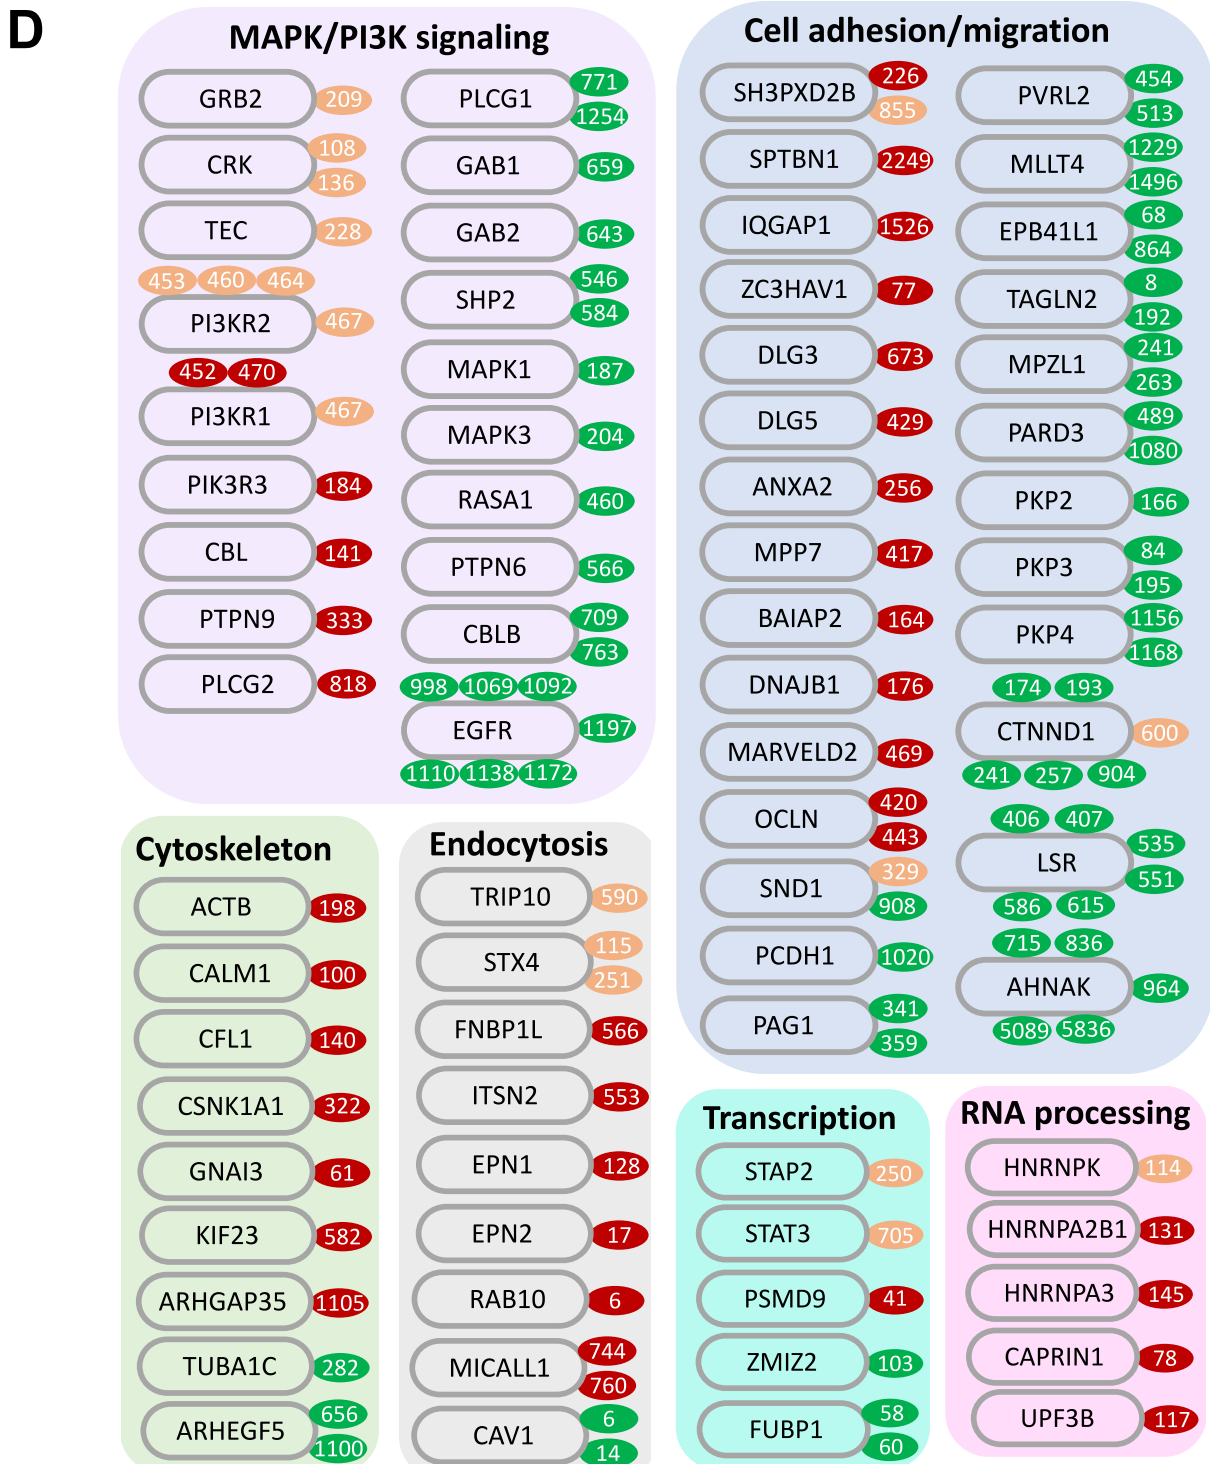 D
MAPK/PI3K signaling
GRB2 209
CRK 108 136
TEC 228
453 460 464
PI3KR2 467
452 470
PI3KR1 467
PIK3R3 184
CBL 141
PTPN9 333
PLCG2 818
PLCG1 771 1254
GAB1 659
GAB2 643
SHP2 546 584
MAPK1 187
MAPK3 204
RASA1 460
PTPN6 566
CBLB 709 763
998 1069 1092
EGFR 1197
1110 1138 1172
Cell adhesion/migration
SH3PXD2B 226 855
SPTBN1 2249
IQGAP1 1526
ZC3HAV1 77
DLG3 673
DLG5 429
ANXA2 256
MPP7 417
BAIAP2 164
DNAJB1 176
MARVELD2 469
OCLN 420 443
SND1 329 908
PCDH1 1020
PAG1 341 359
PVRL2 454 513
MLLT4 1229 1496
EPB41L1 68 864
TAGLN2 8 192
MPZL1 241 263
PARD3 489 1080
PKP2 166
PKP3 84 195
PKP4 1156 1168
174 193
CTNND1 600
241 257 904
406 407
LSR 535 551
586 615
715 836
AHNAK 964
5089 5836
Cytoskeleton
ACTB 198
CALM1 100
CFL1 140
CSNK1A1 322
GNAI3 61
KIF23 582
ARHGAP35 1105
TUBA1C 282
ARHEGF5 656 1100
Endocytosis
TRIP10 590
STX4 115 251
FNBP1L 566
ITSN2 553
EPN1 128
EPN2 17
RAB10 6
MICALL1 744 760
CAV1 6 14
Transcription
STAP2 250
STAT3 705
PSMD9 41
ZMIZ2 103
FUBP1 58 60
RNA processing
HNRNPK 114
HNRNPA2B1 131
HNRNPA3 145
CAPRIN1 78
UPF3B 117